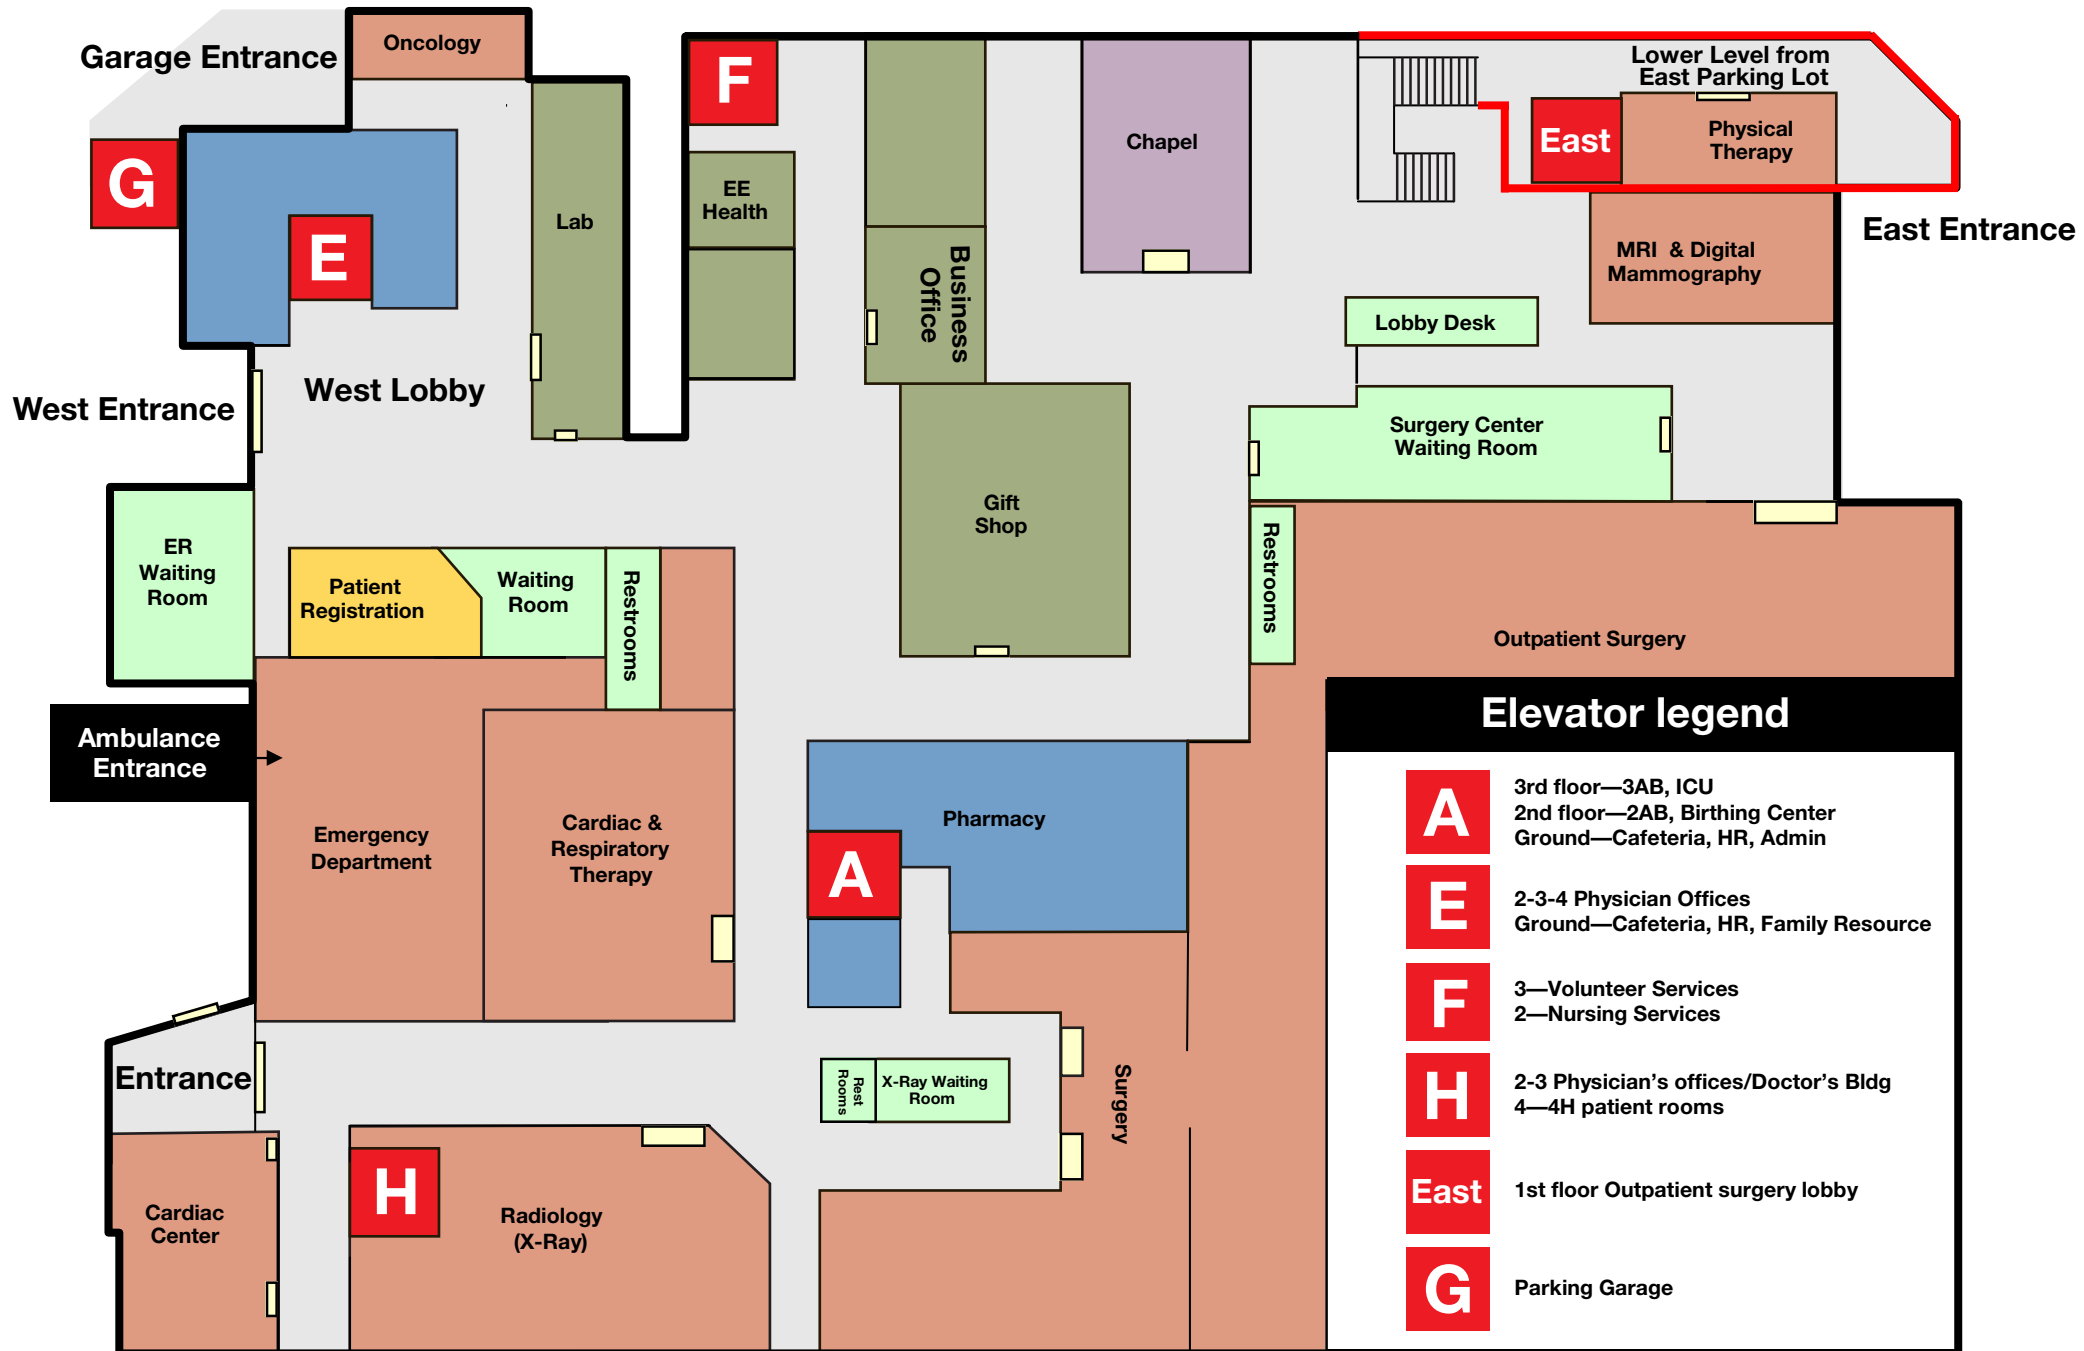 Garage Entrance
Oncology
F
Chapel
Lower Level from
East Parking Lot
East
Physical
Therapy
G
E
Lab
EE
Health
Business
Office
MRI & Digital
Mammography
East Entrance
Lobby Desk
West Lobby
West Entrance
Surgery Center
Waiting Room
Gift
Shop
Restrooms
Outpatient Surgery
ER
Waiting
Room
Patient
Registration
Waiting
Room
Restrooms
Ambulance
Entrance
Emergency
Department
Cardiac &
Respiratory
Therapy
Pharmacy
A
Entrance
Rest
Rooms
X-Ray Waiting
Room
Surgery
Cardiac
Center
H
Radiology
(X-Ray)
Elevator legend
A
3rd floor—3AB, ICU
2nd floor—2AB, Birthing Center
Ground—Cafeteria, HR, Admin
E
2-3-4 Physician Offices
Ground—Cafeteria, HR, Family Resource
F
3—Volunteer Services
2—Nursing Services
H
2-3 Physician’s offices/Doctor’s Bldg
4—4H patient rooms
East
1st floor Outpatient surgery lobby
G
Parking Garage